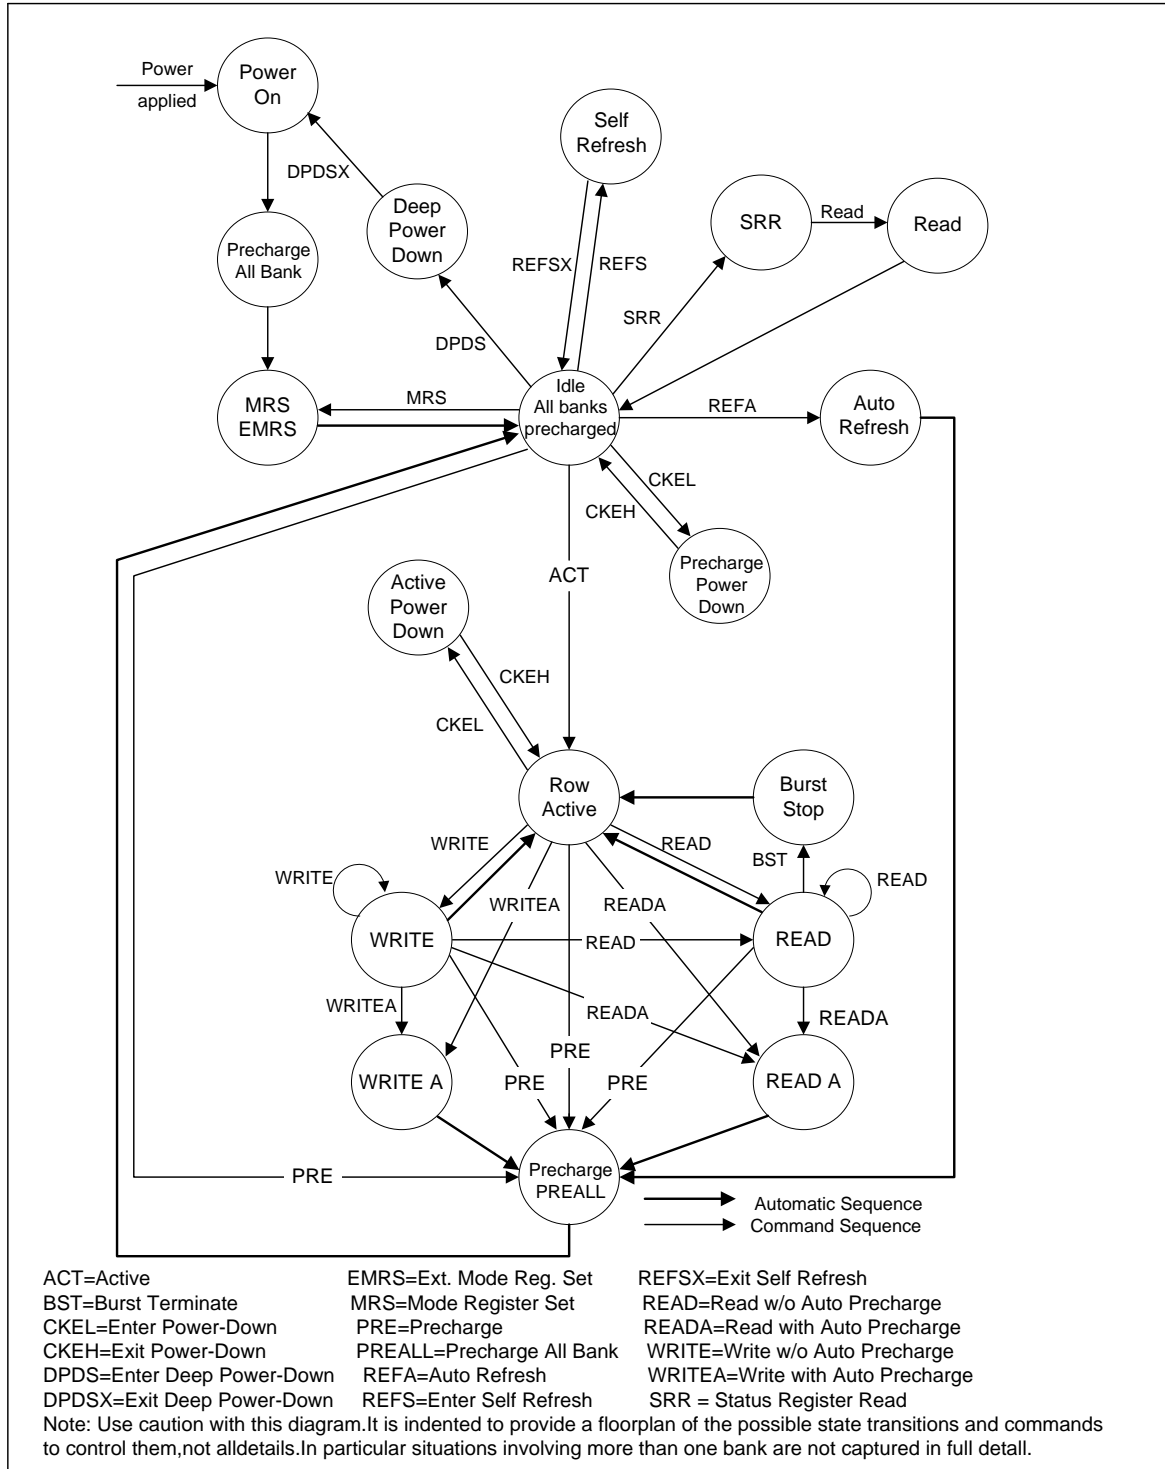 Power
applied
Power
On
Self
Refresh
DPDSX
Deep
Power
Down
SRR
Read
Read
Precharge
All Bank
REFSX
REFS
SRR
DPDS
MRS
EMRS
MRS
Idle
All banks
precharged
REFA
Auto
Refresh
CKEL
CKEH
ACT
Precharge
Power
Down
Active
Power
Down
CKEH
CKEL
Row
Active
Burst
Stop
WRITE
READ
BST
WRITE
READ
WRITEA
READA
WRITE
READ
READ
WRITEA
READA
READA
PRE
WRITE A
PRE
PRE
READ A
PRE
Precharge
PREALL
Automatic Sequence
Command Sequence
ACT=Active EMRS=Ext. Mode Reg. Set REFSX=Exit Self Refresh
BST=Burst Terminate MRS=Mode Register Set READ=Read w/o Auto Precharge
CKEL=Enter Power-Down PRE=Precharge READA=Read with Auto Precharge
CKEH=Exit Power-Down PREALL=Precharge All Bank WRITE=Write w/o Auto Precharge
DPDS=Enter Deep Power-Down REFA=Auto Refresh WRITEA=Write with Auto Precharge
DPDSX=Exit Deep Power-Down REFS=Enter Self Refresh SRR = Status Register Read
Note: Use caution with this diagram.It is indented to provide a floorplan of the possible state transitions and commands
to control them,not alldetails.In particular situations involving more than one bank are not captured in full detall.